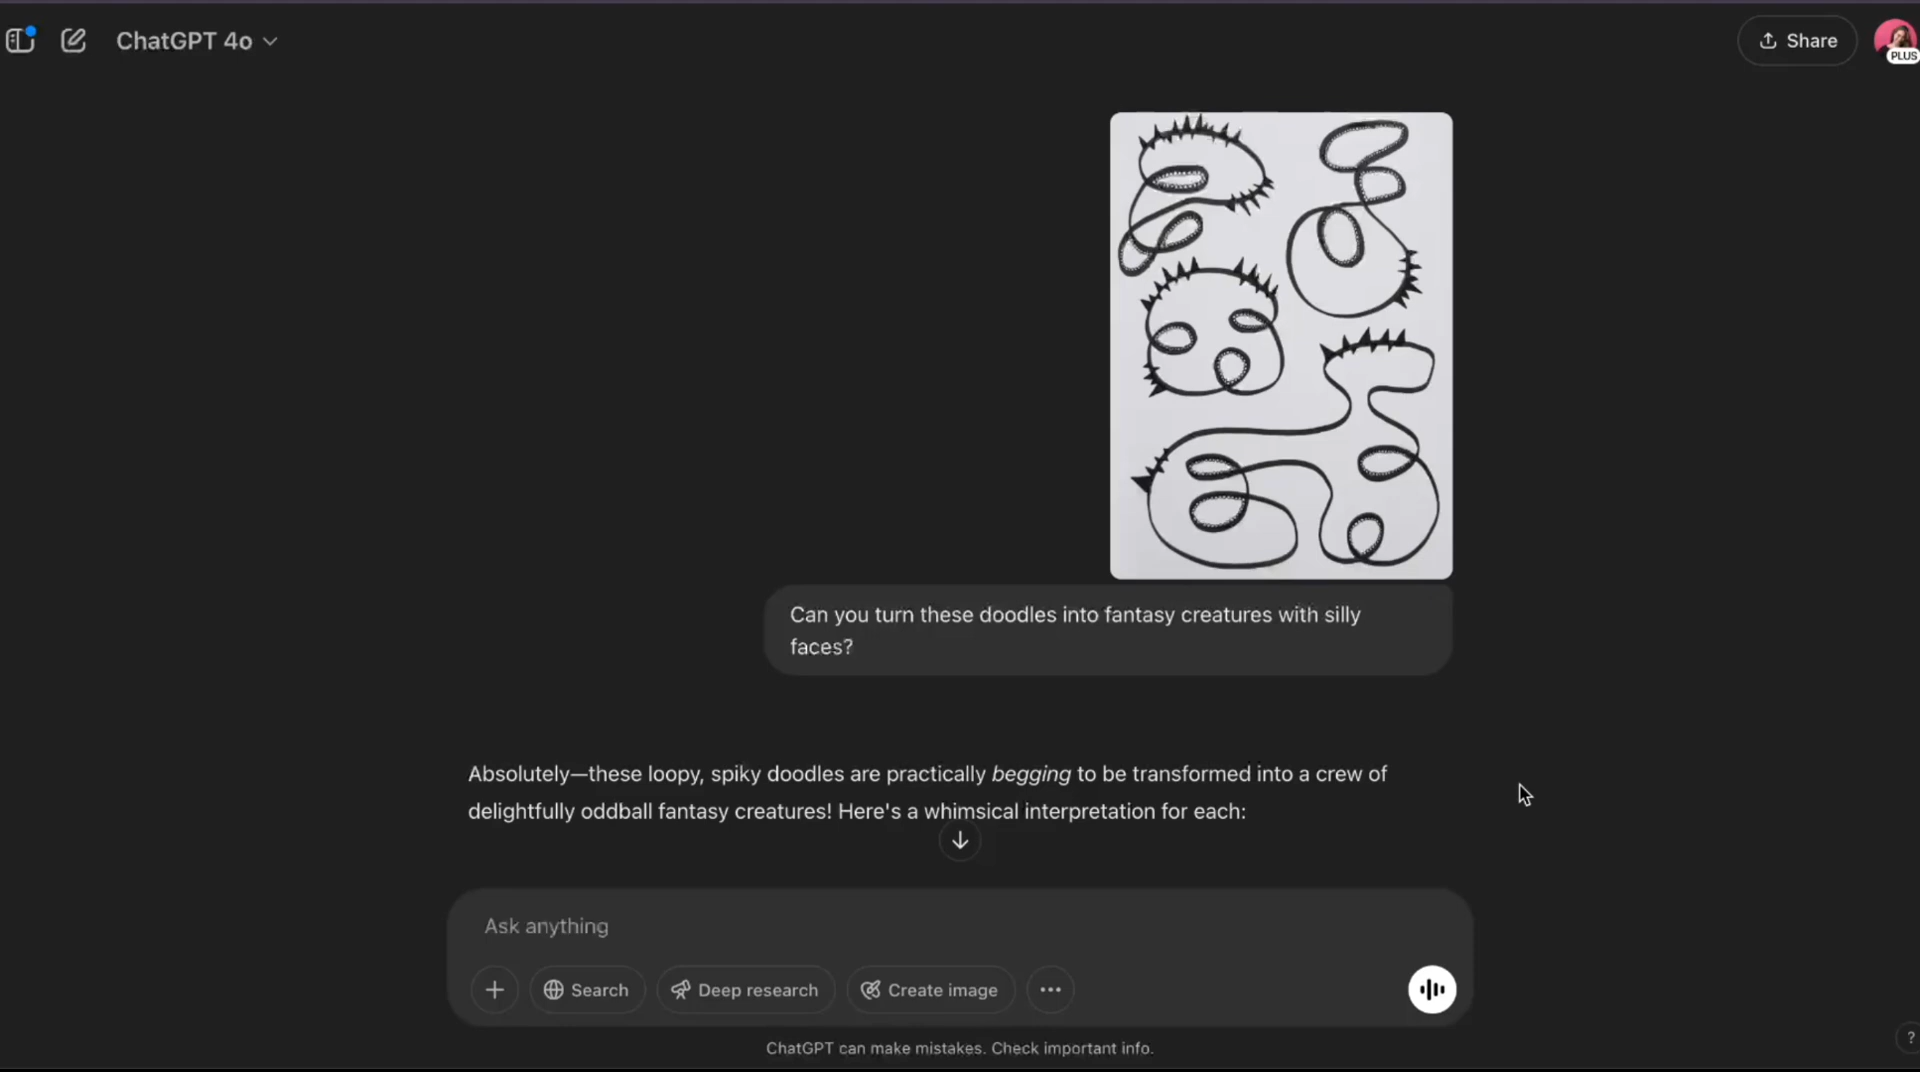 ChatGPT 4o
Share
PLUS
Can you turn these doodles into fantasy creatures with silly
faces?
Absolutely—these loopy, spiky doodles are practically begging to be transformed into a crew of
delightfully oddball fantasy creatures! Here's a whimsical interpretation for each:
Ask anything
Search
Deep research
Create image
ChatGPT can make mistakes. Check important info.
?